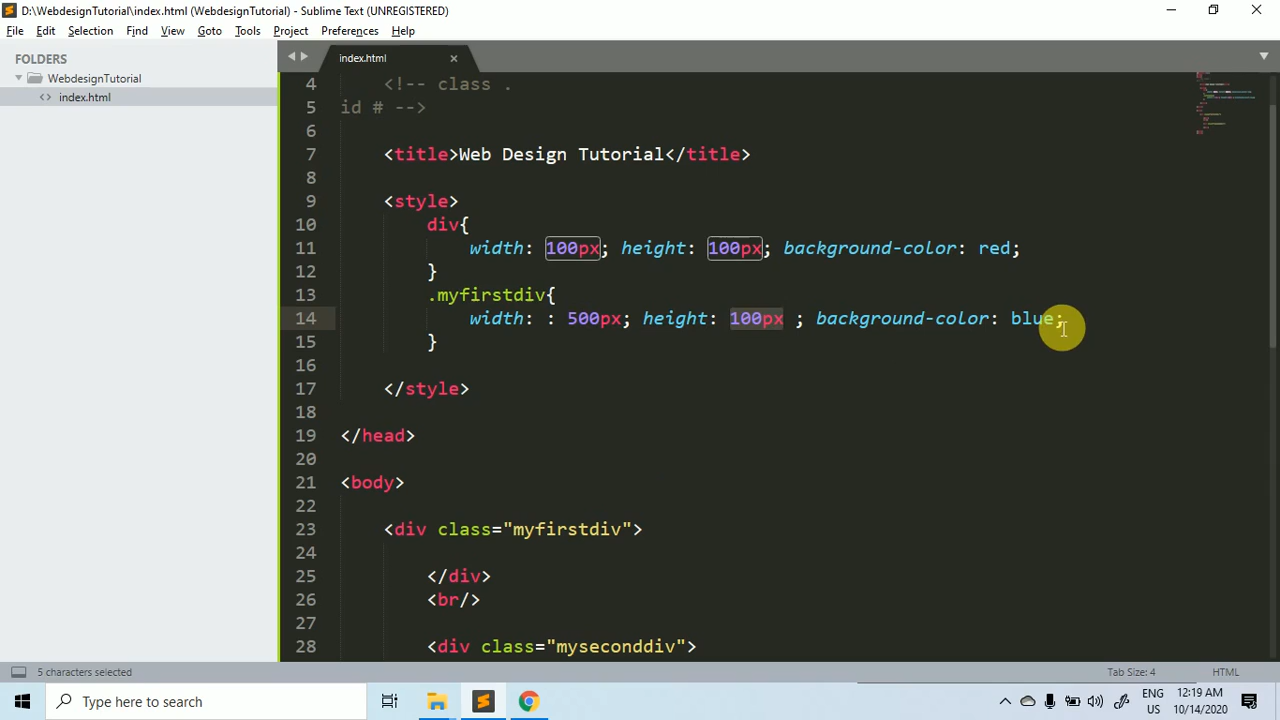 D:\WebdesignTutorial\index.html (WebdesignTutorial) - Sublime Text (UNREGISTERED)
File Edit Selection Find View Goto Tools Project Preferences Help
FOLDERS
WebdesignTutorial
<> index.html
index.html ×
4 <!-- class .
5 id # -->
6
7 <title>Web Design Tutorial</title>
8
9 <style>
10 div{
11 width: 100px; height: 100px; background-color: red;
12 }
13 .myfirstdiv{
14 width: : 500px; height: 100px ; background-color: blue;
15 }
16
17 </style>
18
19 </head>
20
21 <body>
22
23 <div class="myfirstdiv">
24
25 </div>
26 <br/>
27
28 <div class="myseconddiv">
5 characters selected
Tab Size: 4
HTML
Type here to search
ENG
US
12:19 AM
10/14/2020